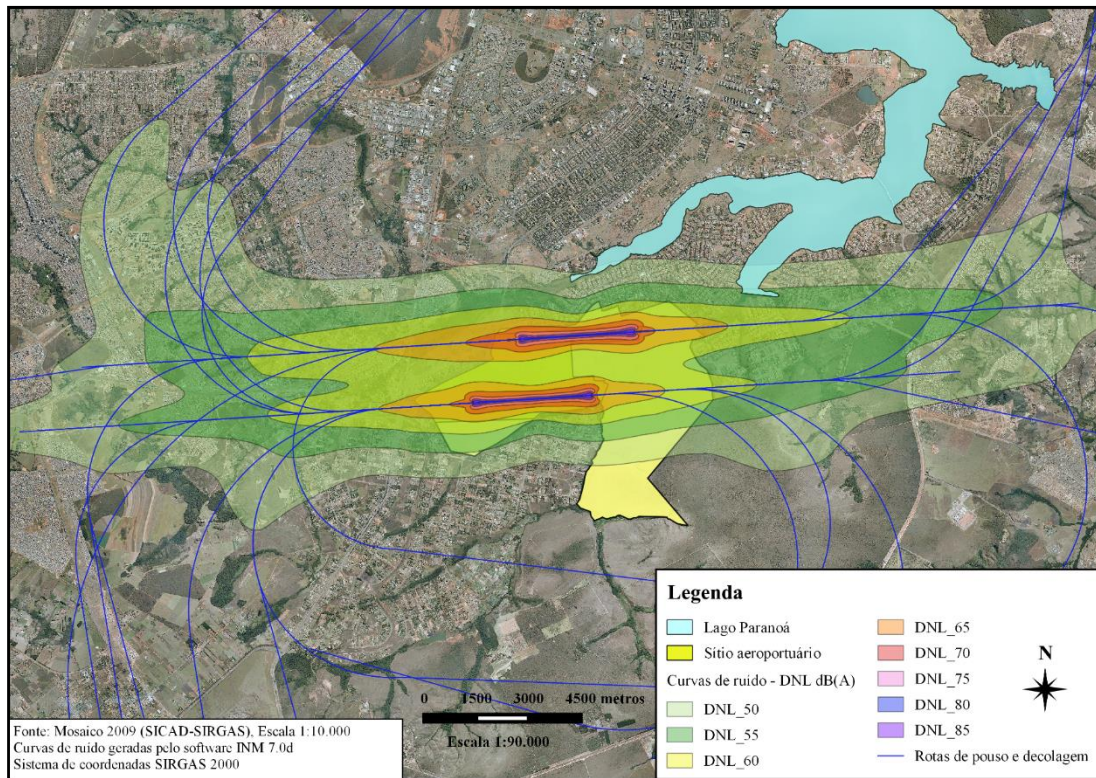 Legenda
Lago Paranoá
Sítio aeroportuário
Curvas de ruído - DNL dB(A)
DNL_50
DNL_55
DNL_60
DNL_65
DNL_70
DNL_75
DNL_80
DNL_85
Rotas de pouso e decolagem
N
0 1500 3000 4500 metros
Escala 1:90.000
Fonte: Mosaico 2009 (SICAD-SIRGAS), Escala 1:10.000
Curvas de ruído geradas pelo software INM 7.0d
Sistema de coordenadas SIRGAS 2000